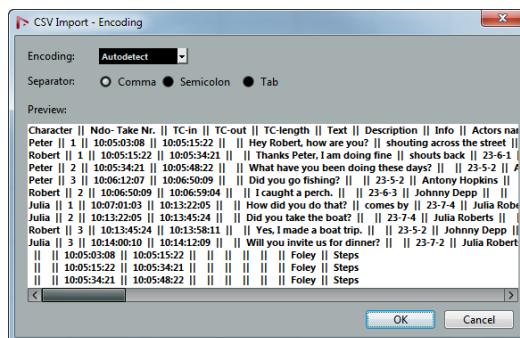 CSV Import - Encoding
Encoding: Autodetect
Separator: Comma Semicolon Tab
Preview:
Character || Ndo- Take Nr. || TC-in || TC-out || TC-length || Text || Description || Info || Actors
Peter || 1 || 10:05:03:08 || 10:05:15:22 || || Hey Robert, how are you? || shouting across the street ||
Robert || 1 || 10:05:15:22 || 10:05:34:21 || || Thanks Peter, I am doing fine || shouts back || 23-6-1 ||
Peter || 2 || 10:05:34:21 || 10:05:48:22 || || What have you been doing these days? || || 23-5-2 ||
Peter || 3 || 10:06:12:07 || 10:06:50:09 || || Did you go fishing? || || 23-5-2 || Antony Hopkins ||
Robert || 2 || 10:06:50:09 || 10:06:59:04 || || I caught a perch. || || 23-6-3 || Johnny Depp ||
Julia || 1 || 10:07:01:03 || 10:13:22:05 || || How did you do that? || comes by || 23-7-4 || Julia
Julia || 2 || 10:13:22:05 || 10:13:45:24 || || Did you take the boat? || || 23-7-4 || Julia Roberts ||
Robert || 3 || 10:13:45:24 || 10:13:58:11 || || Yes, I made a boat trip. || || 23-5-2 || Johnny Depp ||
Julia || 3 || 10:14:00:10 || 10:14:12:09 || || Will you invite us for dinner? || || 23-7-2 || Julia
|| || 10:05:03:08 || 10:05:15:22 || || || || || || Foley || Steps
|| || 10:05:15:22 || 10:05:34:21 || || || || || || Foley || Steps
|| || 10:05:34:21 || 10:05:48:22 || || || || || || Foley || Steps
OK Cancel